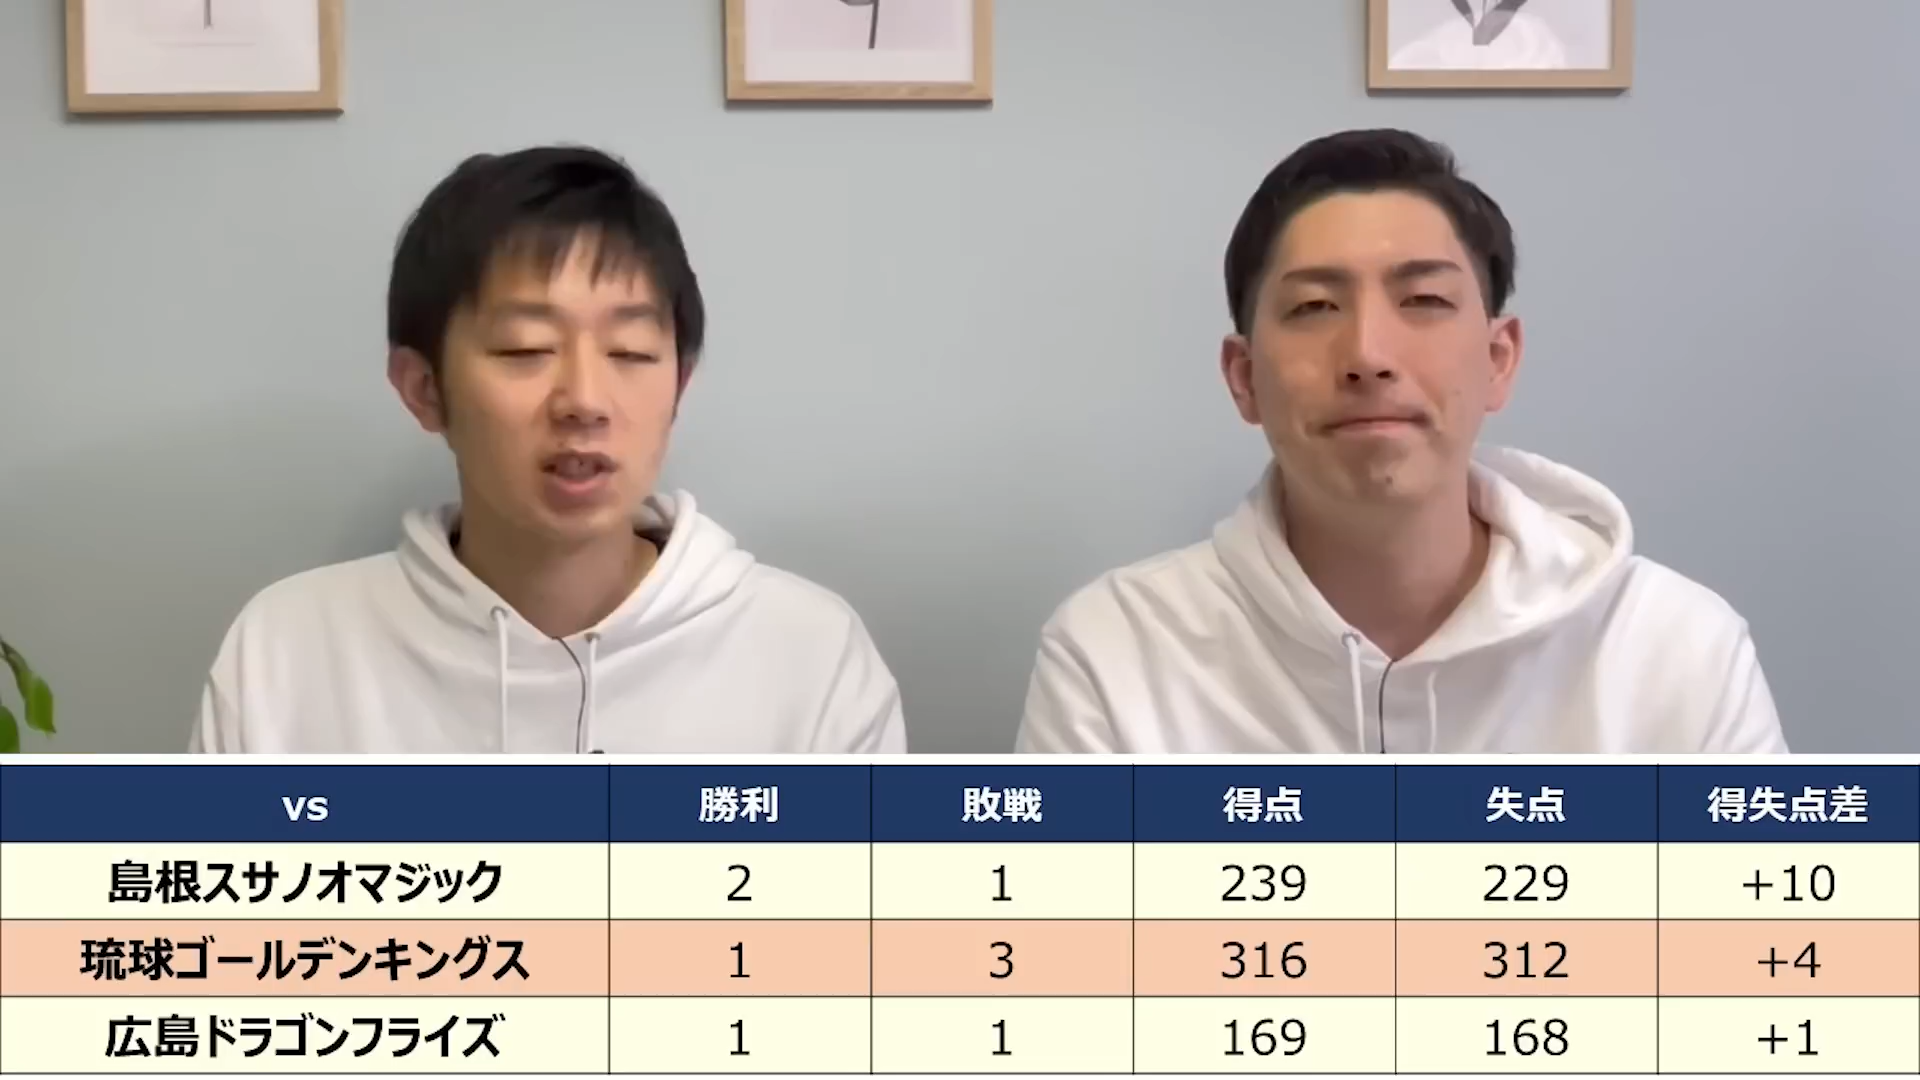 vs 勝利 敗戦 得点 失点 得失点差
島根スサノオマジック 2 1 239 229 +10
琉球ゴールデンキングス 1 3 316 312 +4
広島ドラゴンフライズ 1 1 169 168 +1